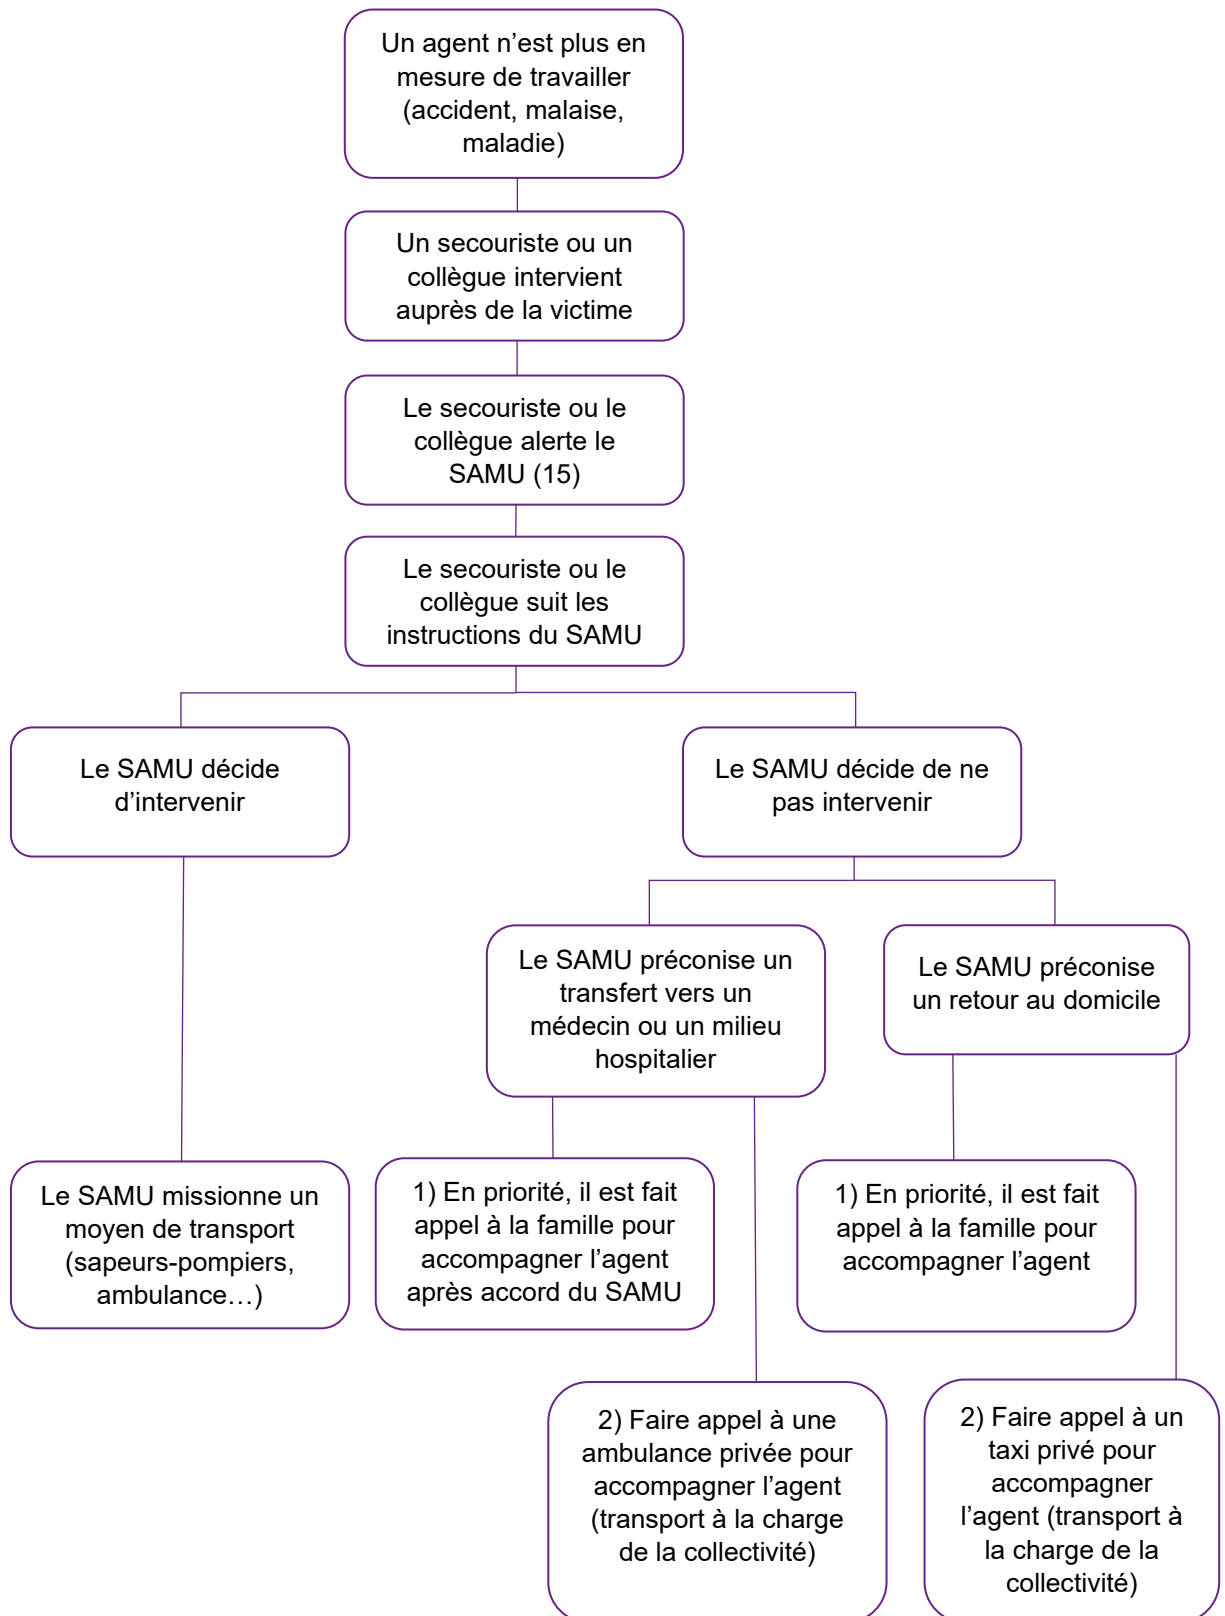 Un agent n’est plus en
mesure de travailler
(accident, malaise,
maladie)
Un secouriste ou un
collègue intervient
auprès de la victime
Le secouriste ou le
collègue alerte le
SAMU (15)
Le secouriste ou le
collègue suit les
instructions du SAMU
Le SAMU décide
d’intervenir
Le SAMU décide de ne
pas intervenir
Le SAMU préconise un
transfert vers un
médecin ou un milieu
hospitalier
Le SAMU préconise
un retour au domicile
Le SAMU missionne un
moyen de transport
(sapeurs-pompiers,
ambulance…)
1) En priorité, il est fait
appel à la famille pour
accompagner l’agent
après accord du SAMU
1) En priorité, il est fait
appel à la famille pour
accompagner l’agent
2) Faire appel à une
ambulance privée pour
accompagner l’agent
(transport à la charge
de la collectivité)
2) Faire appel à un
taxi privé pour
accompagner
l’agent (transport à
la charge de la
collectivité)